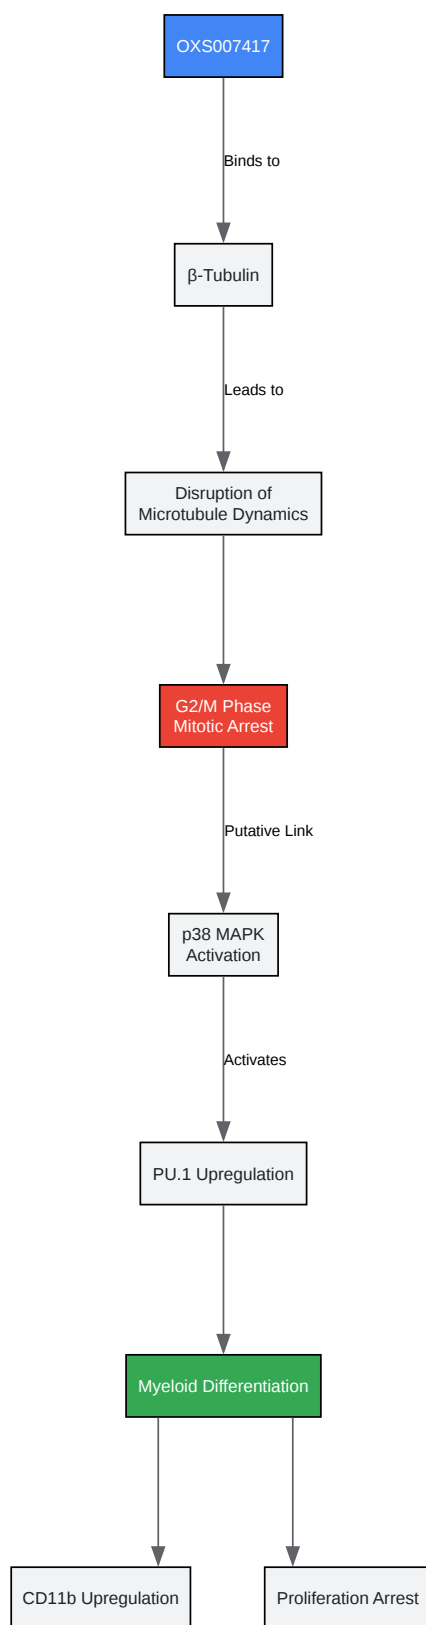 OXS007417
Binds to
β-Tubulin
Leads to
Disruption of
Microtubule Dynamics
G2/M Phase
Mitotic Arrest
Putative Link
p38 MAPK
Activation
Activates
PU.1 Upregulation
Myeloid Differentiation
CD11b Upregulation
Proliferation Arrest